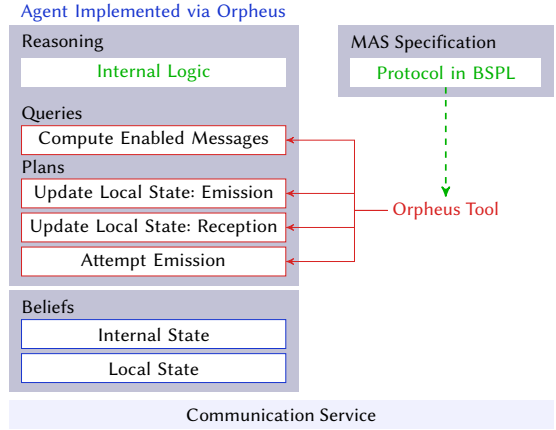 Agent Implemented via Orpheus
Reasoning
Internal Logic
Queries
Compute Enabled Messages
Plans
Update Local State: Emission
Update Local State: Reception
Attempt Emission
Beliefs
Internal State
Local State
MAS Specification
Protocol in BSPL
Orpheus Tool
Communication Service